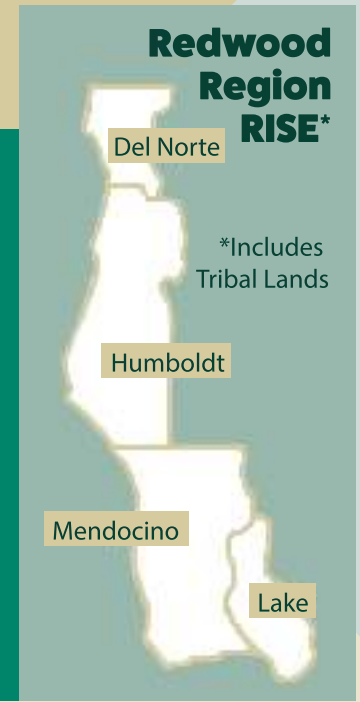 Redwood
Region
RISE*
Del Norte
*Includes
Tribal Lands
Humboldt
Mendocino
Lake